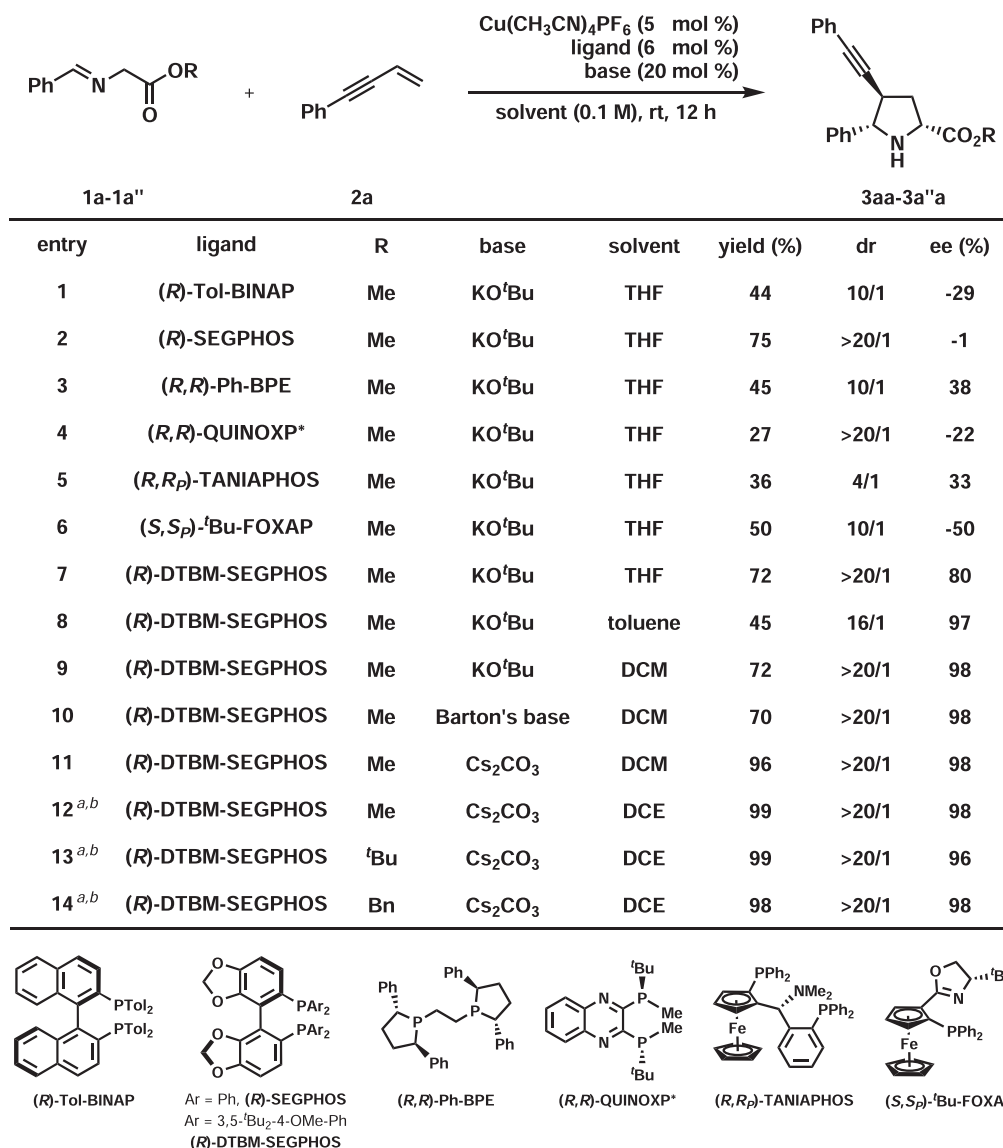 Cu(CH3CN)4PF6 (5 mol %)
ligand (6 mol %)
base (20 mol %)
solvent (0.1 M), rt, 12 h
Ph N OR O
+
Ph
Ph
Ph N H CO2R
1a-1a" 2a 3aa-3a"a
entry ligand R base solvent yield (%) dr ee (%)
1 (R)-Tol-BINAP Me KOtBu THF 44 10/1 -29
2 (R)-SEGPHOS Me KOtBu THF 75 >20/1 -1
3 (R,R)-Ph-BPE Me KOtBu THF 45 10/1 38
4 (R,R)-QUINOXP* Me KOtBu THF 27 >20/1 -22
5 (R,RP)-TANIAPHOS Me KOtBu THF 36 4/1 33
6 (S,SP)-tBu-FOXAP Me KOtBu THF 50 10/1 -50
7 (R)-DTBM-SEGPHOS Me KOtBu THF 72 >20/1 80
8 (R)-DTBM-SEGPHOS Me KOtBu toluene 45 16/1 97
9 (R)-DTBM-SEGPHOS Me KOtBu DCM 72 >20/1 98
10 (R)-DTBM-SEGPHOS Me Barton's base DCM 70 >20/1 98
11 (R)-DTBM-SEGPHOS Me Cs2CO3 DCM 96 >20/1 98
12 a,b (R)-DTBM-SEGPHOS Me Cs2CO3 DCE 99 >20/1 98
13 a,b (R)-DTBM-SEGPHOS tBu Cs2CO3 DCE 99 >20/1 96
14 a,b (R)-DTBM-SEGPHOS Bn Cs2CO3 DCE 98 >20/1 98
PTol2
PTol2
O O PAr2
O O PAr2
Ph P P Ph Ph Ph
N N P P tBu Me Me tBu
PPh2 NMe2 PPh2 Fe
O N tB PPh2 Fe
(R)-Tol-BINAP
Ar = Ph, (R)-SEGPHOS
Ar = 3,5-tBu2-4-OMe-Ph
(R)-DTBM-SEGPHOS
(R,R)-Ph-BPE
(R,R)-QUINOXP*
(R,RP)-TANIAPHOS
(S,SP)-tBu-FOXA